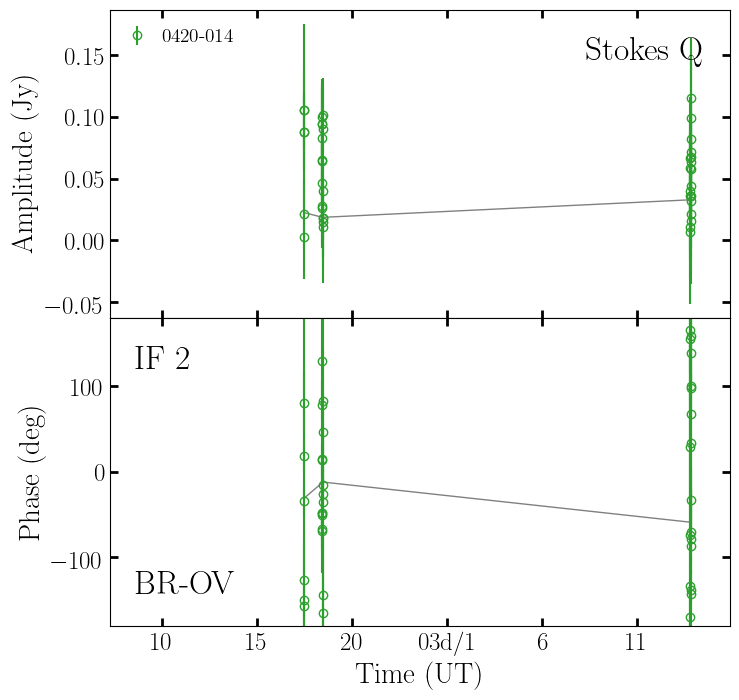 0420-014
Stokes Q
0.15
0.10
0.05
0.00
−0.05
Amplitude (Jy)
IF 2
100
0
−100
Phase (deg)
BR-OV
10 15 20 03d/1 6 11
Time (UT)